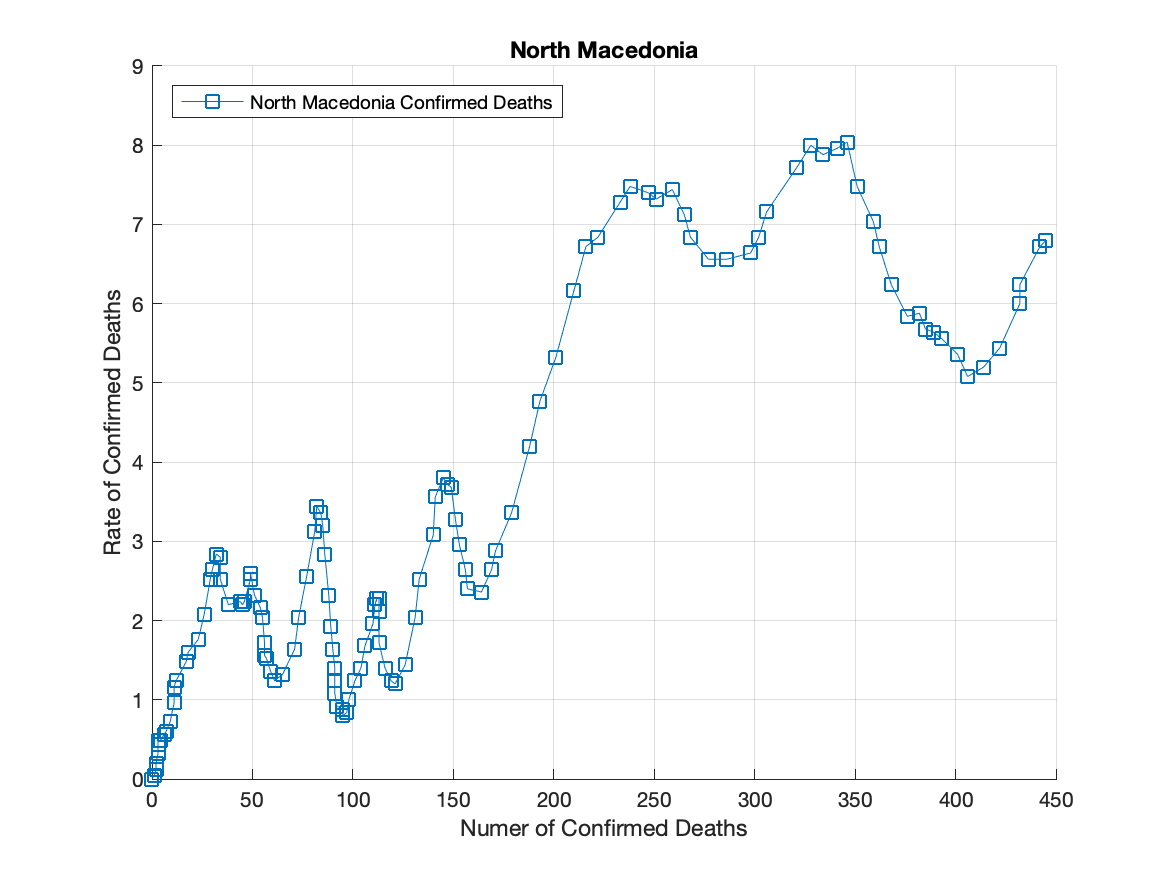 North Macedonia
North Macedonia Confirmed Deaths
9
8
7
6
5
4
3
2
1
0
Rate of Confirmed Deaths
0 50 100 150 200 250 300 350 400 450
Numer of Confirmed Deaths